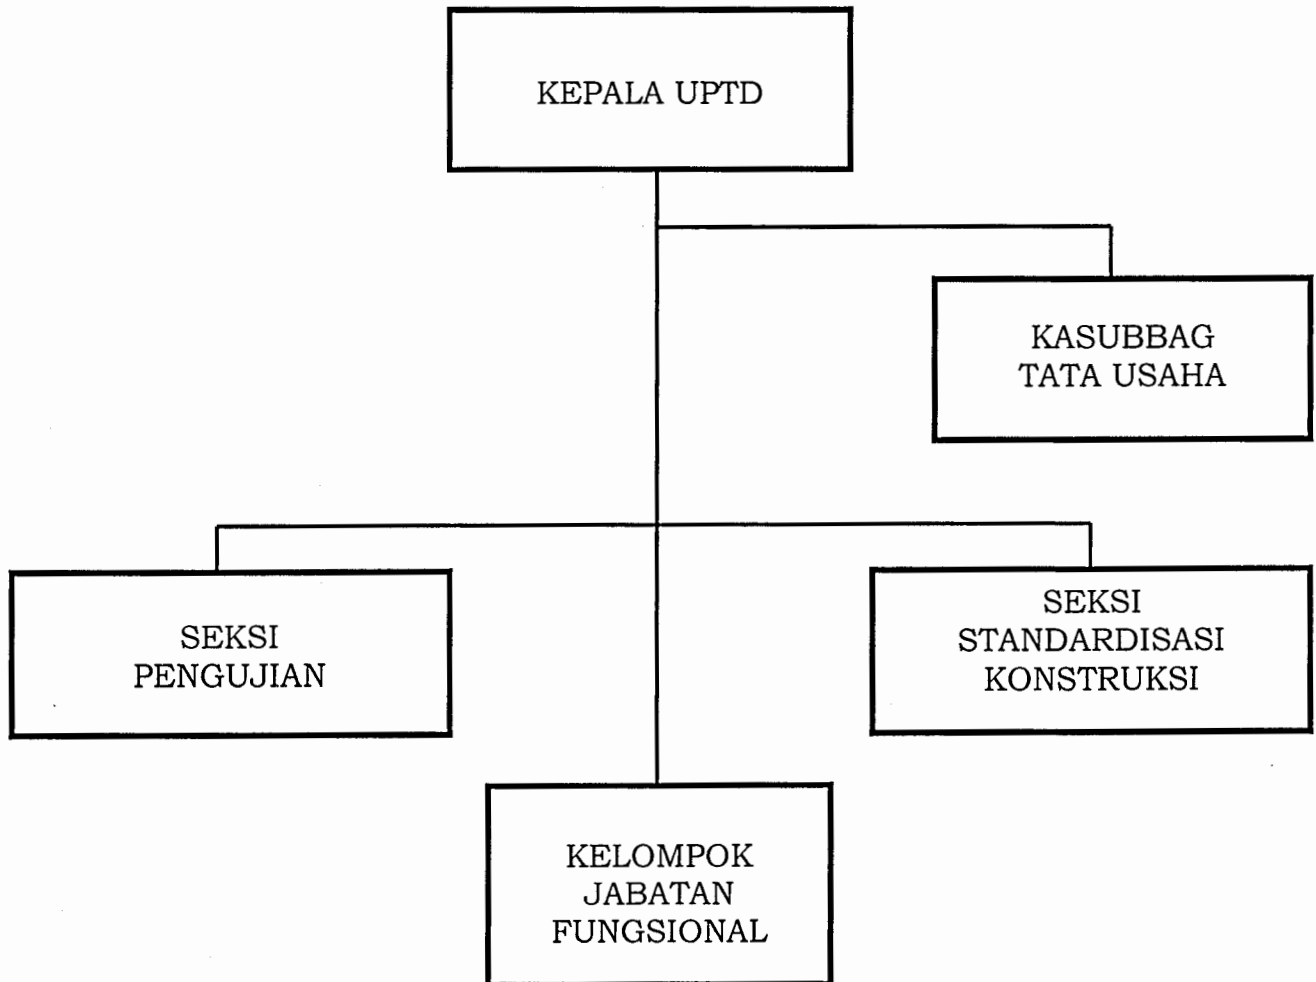 KEPALA UPTD
KASUBBAG
TATA USAHA
SEKSI
PENGUJIAN
SEKSI
STANDARDISASI
KONSTRUKSI
KELOMPOK
JABATAN
FUNGSIONAL